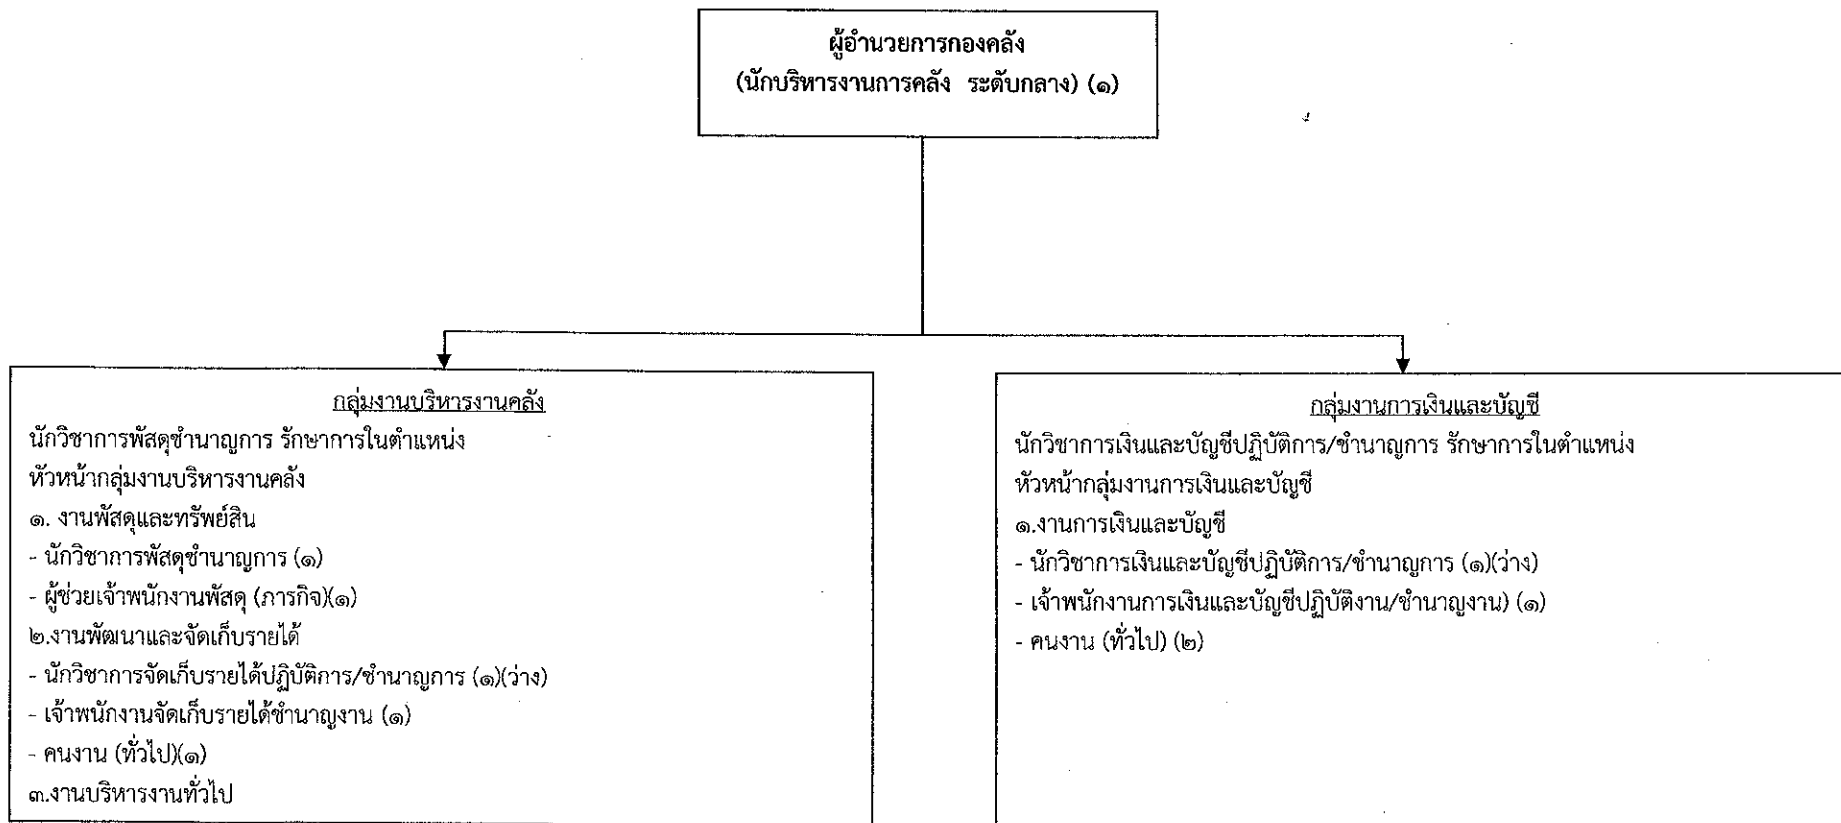 ผู้อำนวยการกองคลัง
(นักบริหารงานการคลัง ระดับกลาง) (๑)
กลุ่มงานบริหารงานคลัง
นักวิชาการพัสดุชำนาญการ รักษาการในตำแหน่ง
หัวหน้ากลุ่มงานบริหารงานคลัง
๑. งานพัสดุและทรัพย์สิน
- นักวิชาการพัสดุชำนาญการ (๑)
- ผู้ช่วยเจ้าพนักงานพัสดุ (ภารกิจ)(๑)
๒.งานพัฒนาและจัดเก็บรายได้
- นักวิชาการจัดเก็บรายได้ปฏิบัติการ/ชำนาญการ (๑)(ว่าง)
- เจ้าพนักงานจัดเก็บรายได้ชำนาญงาน (๑)
- คนงาน (ทั่วไป)(๑)
๓.งานบริหารงานทั่วไป
กลุ่มงานการเงินและบัญชี
นักวิชาการเงินและบัญชีปฏิบัติการ/ชำนาญการ รักษาการในตำแหน่ง
หัวหน้ากลุ่มงานการเงินและบัญชี
๑.งานการเงินและบัญชี
- นักวิชาการเงินและบัญชีปฏิบัติการ/ชำนาญการ (๑)(ว่าง)
- เจ้าพนักงานการเงินและบัญชีปฏิบัติงาน/ชำนาญงาน) (๑)
- คนงาน (ทั่วไป) (๒)